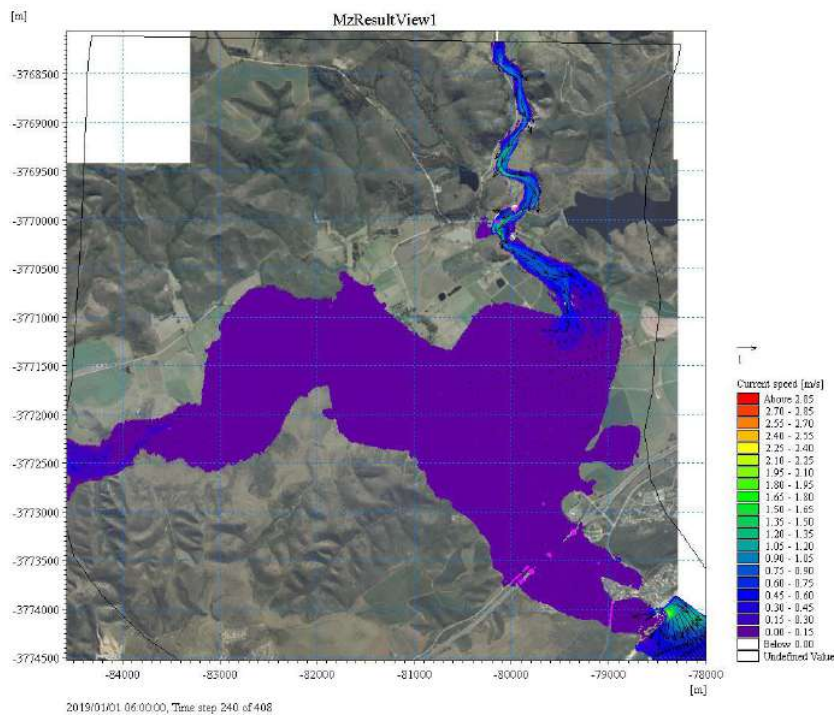 [m]
MzResultView1
-3768500
-3769000
-3769500
-3770000
-3770500
-3771000
-3771500
-3772000
-3772500
-3773000
-3773500
-3774000
-3774500
-84000 -83000 -82000 -81000 -80000 -79000 -78000
[m]
1
Current speed [m/s]
Above 2.85
2.70 - 2.85
2.55 - 2.70
2.40 - 2.55
2.25 - 2.40
2.10 - 2.25
1.95 - 2.10
1.80 - 1.95
1.65 - 1.80
1.50 - 1.65
1.35 - 1.50
1.20 - 1.35
1.05 - 1.20
0.90 - 1.05
0.75 - 0.90
0.60 - 0.75
0.45 - 0.60
0.30 - 0.45
0.15 - 0.30
0.00 - 0.15
Below 0.00
Undefined Value
2019/01/01 06:00:00, Time step 240 of 408